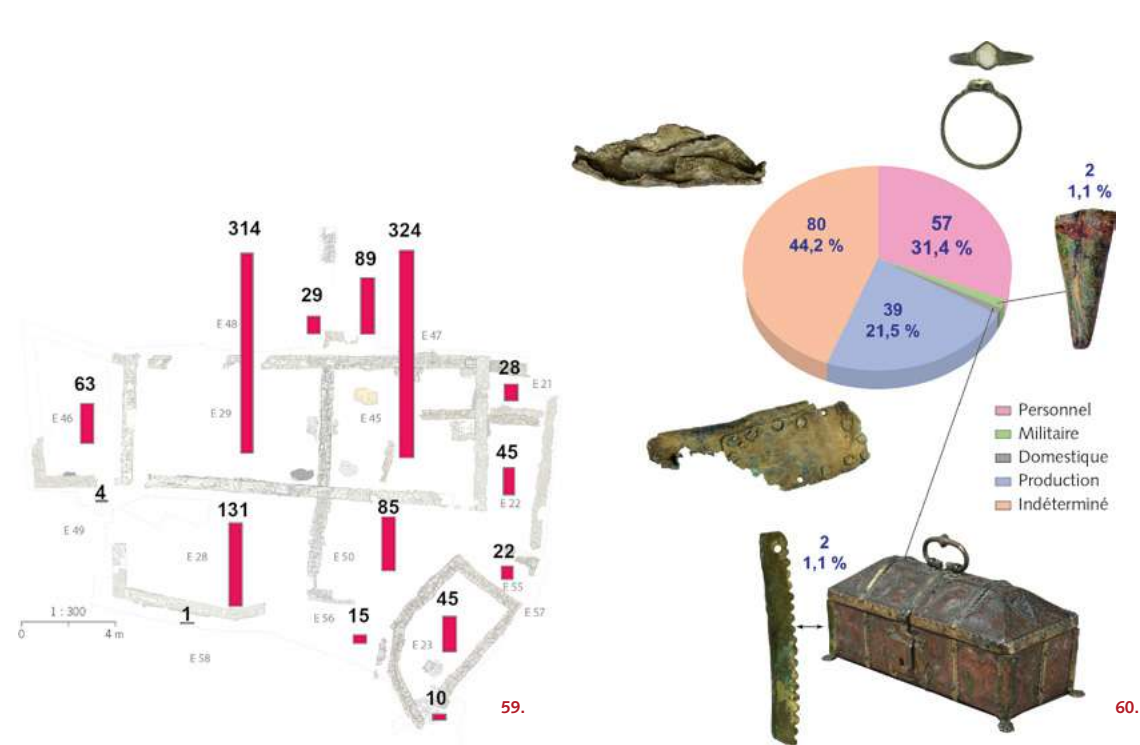 314
324
89
29
E 48
E 47
28
E 21
63
E 46
E 29
E 45
45
E 22
4
131
85
E 49
E 28
E 50
22
E 55
1 : 300
0
4 m
1
15
45
E 57
E 56
E 23
E 58
10
59.
2
1,1 %
80
44,2 %
57
31,4 %
39
21,5 %
Personnel
Militaire
Domestique
Production
Indéterminé
2
1,1 %
60.